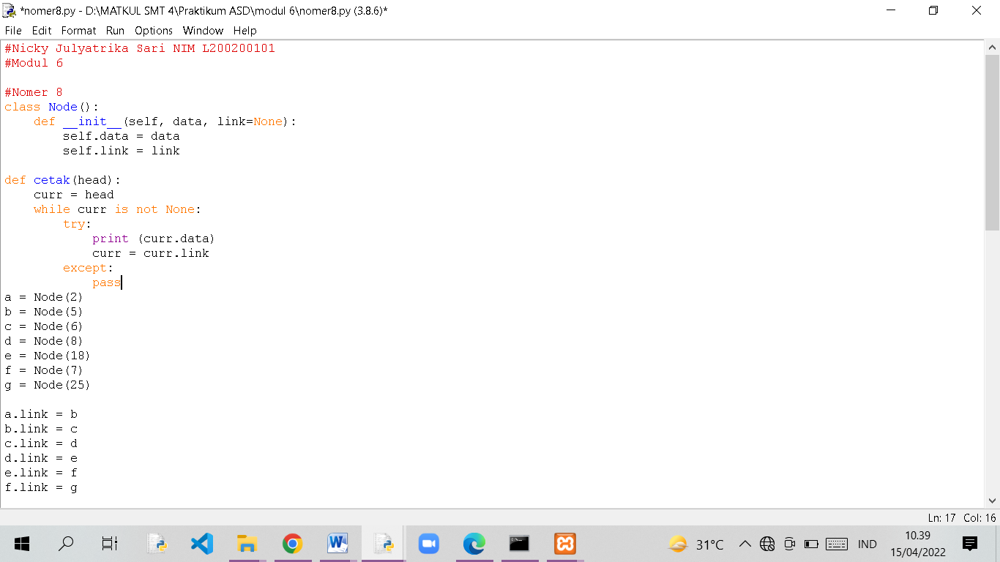 *nomer8.py - D:\MATKUL SMT 4\Praktikum ASD\modul 6\nomer8.py (3.8.6)*
File Edit Format Run Options Window Help
#Nicky Julyatrika Sari NIM L200200101
#Modul 6

#Nomer 8
class Node():
    def __init__(self, data, link=None):
        self.data = data
        self.link = link

def cetak(head):
    curr = head
    while curr is not None:
        try:
            print (curr.data)
            curr = curr.link
        except:
            pass
a = Node(2)
b = Node(5)
c = Node(6)
d = Node(8)
e = Node(18)
f = Node(7)
g = Node(25)

a.link = b
b.link = c
c.link = d
d.link = e
e.link = f
f.link = g
Ln: 17 Col: 16
31°C IND 10.39
15/04/2022